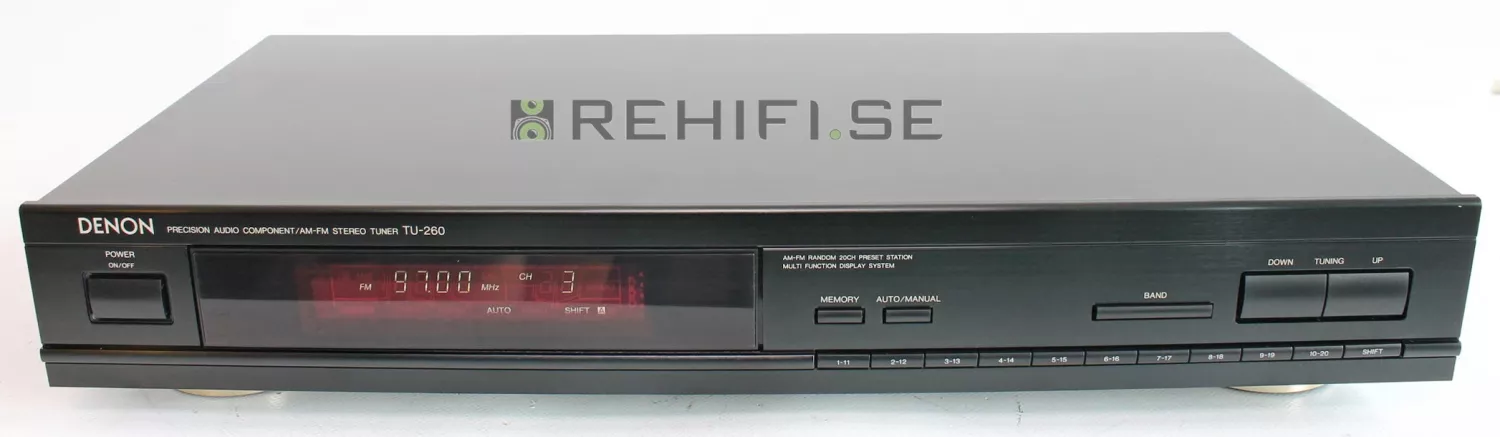 REHIFI.SE
DENON PRECISION AUDIO COMPONENT/AM-FM STEREO TUNER TU-260
POWER
ON/OFF
FM 97.00 MHz CH 3
AUTO SHIFT A
AM-FM RANDOM 20CH PRESET STATION
MULTI FUNCTION DISPLAY SYSTEM
MEMORY AUTO/MANUAL
BAND
DOWN TUNING UP
1-11 2-12 3-13 4-14 5-15 6-16 7-17 8-18 9-19 10-20 SHIFT